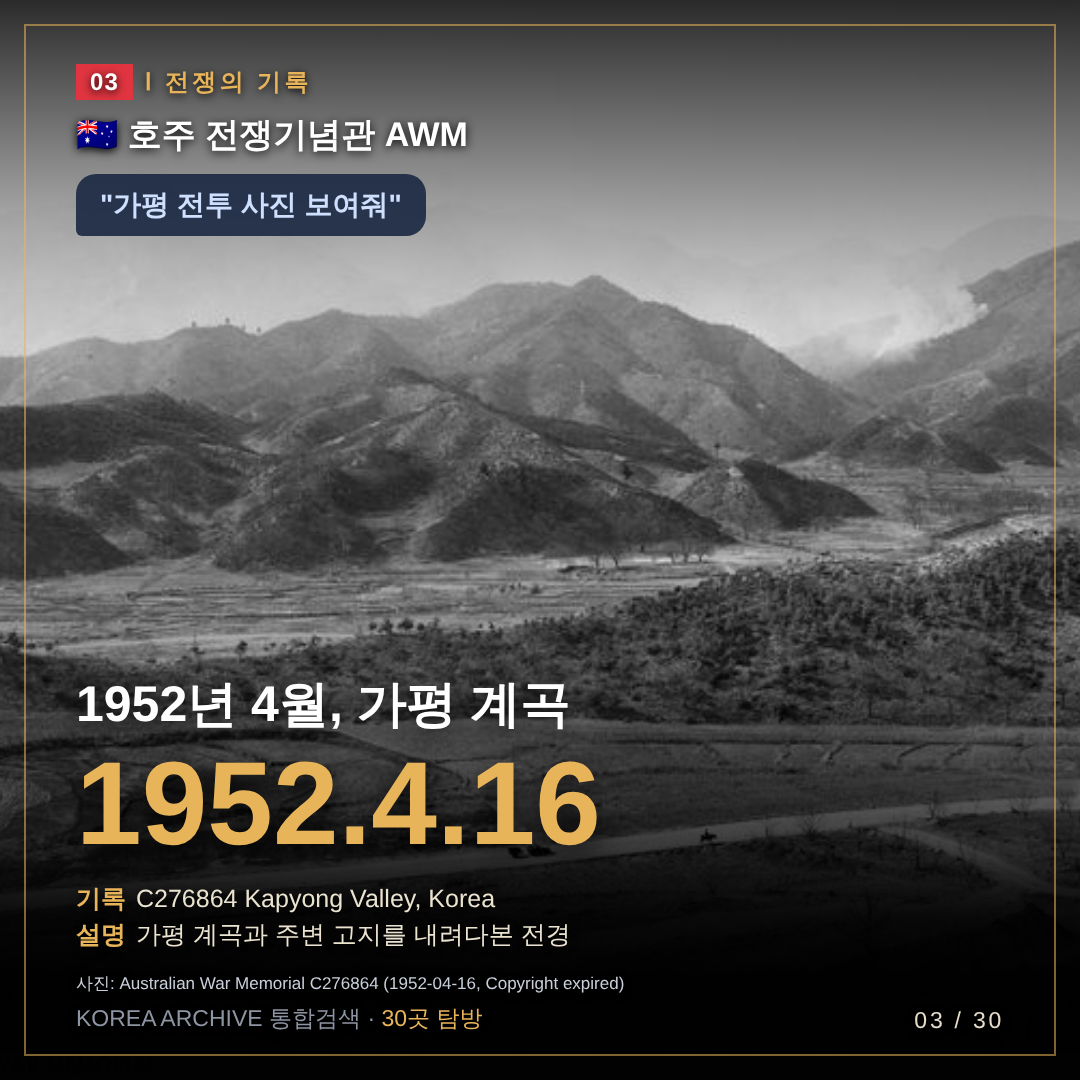 03 | 전쟁의 기록
🇦🇺 호주 전쟁기념관 AWM
"가평 전투 사진 보여줘"
1952년 4월, 가평 계곡
1952.4.16
기록 C276864 Kapyong Valley, Korea
설명 가평 계곡과 주변 고지를 내려다본 전경
사진: Australian War Memorial C276864 (1952-04-16, Copyright expired)
KOREA ARCHIVE 통합검색 · 30곳 탐방
03 / 30